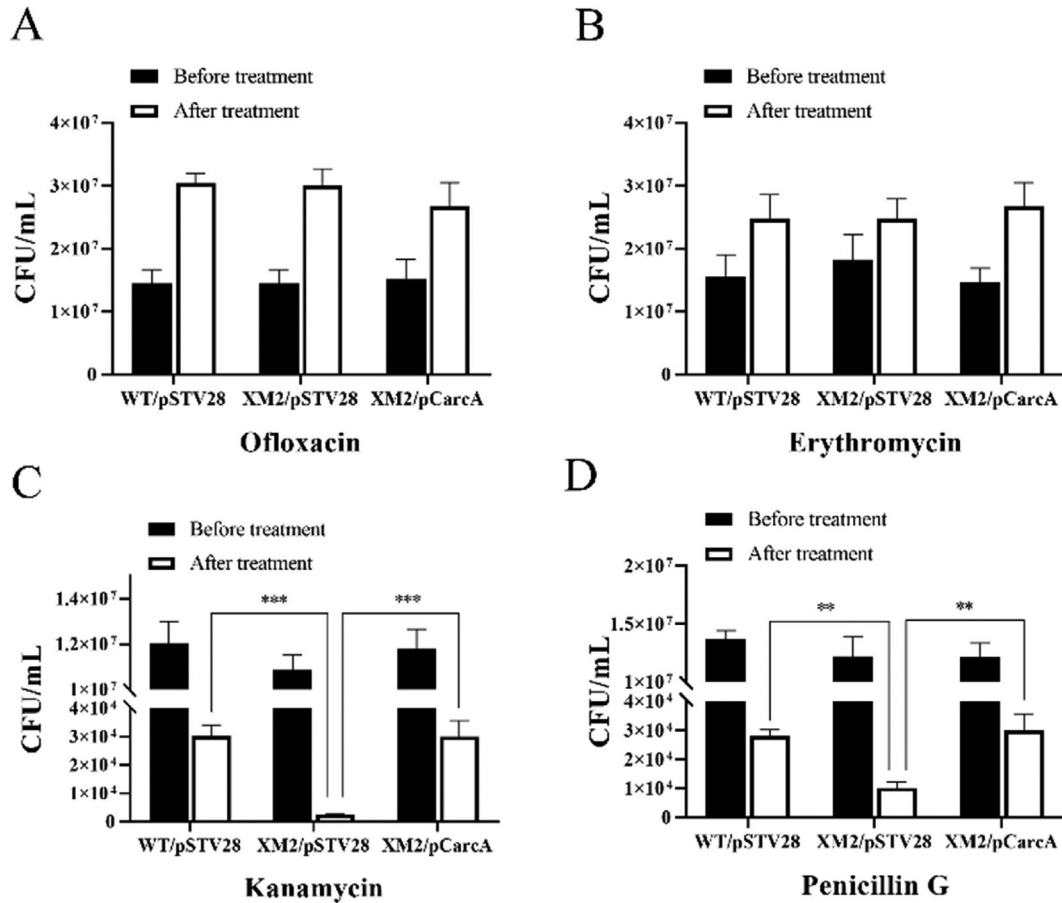 A
Before treatment
After treatment
4×10⁷
3×10⁷
2×10⁷
1×10⁷
0
CFU/mL
WT/pSTV28 XM2/pSTV28 XM2/pCarcA
Ofloxacin
B
Before treatment
After treatment
4×10⁷
3×10⁷
2×10⁷
1×10⁷
0
CFU/mL
WT/pSTV28 XM2/pSTV28 XM2/pCarcA
Erythromycin
C
Before treatment
After treatment
1.4×10⁷
1.2×10⁷
1×10⁷
4×10⁴
3×10⁴
2×10⁴
1×10⁴
0
CFU/mL
*** ***
WT/pSTV28 XM2/pSTV28 XM2/pCarcA
Kanamycin
D
Before treatment
After treatment
2×10⁷
1.5×10⁷
1×10⁷
4×10⁴
3×10⁴
2×10⁴
1×10⁴
0
CFU/mL
** **
WT/pSTV28 XM2/pSTV28 XM2/pCarcA
Penicillin G